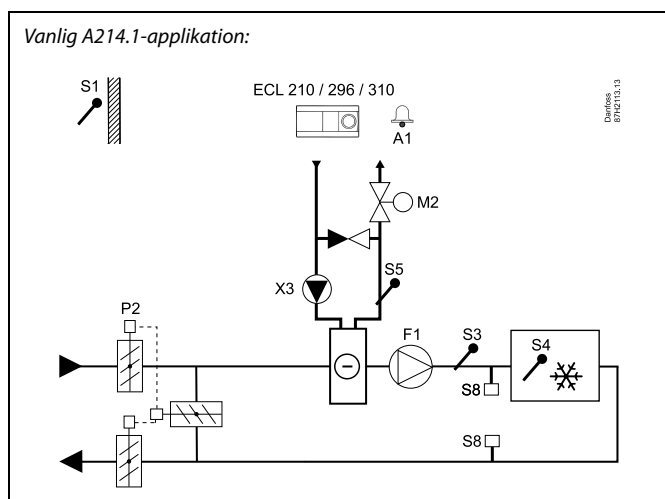 Vanlig A214.1-applikation:
S1
ECL 210 / 296 / 310
A1
Danfoss
87H2113.13
M2
S5
X3
P2
F1
S3
S4
S8
S8